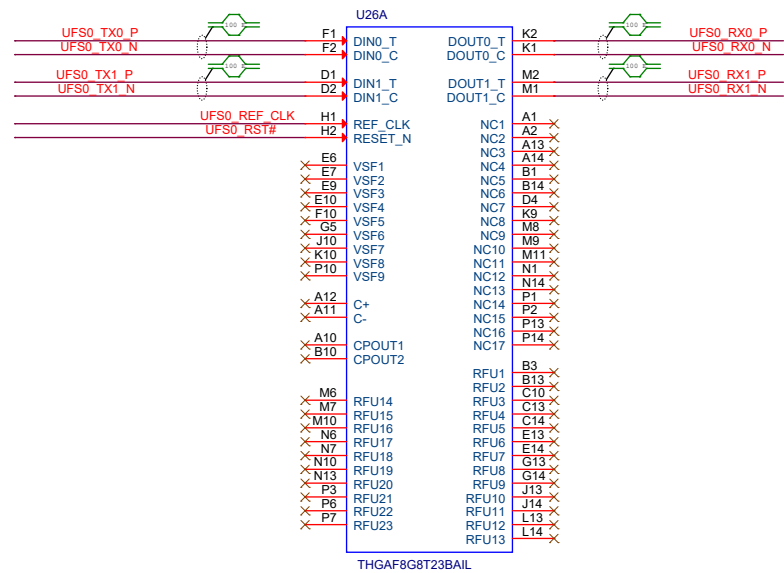 U26A
UFS0_TX0_P F1 DIN0_T DOUT0_T K2 UFS0_RX0_P
UFS0_TX0_N F2 DIN0_C DOUT0_C K1 UFS0_RX0_N
UFS0_TX1_P D1 DIN1_T DOUT1_T M2 UFS0_RX1_P
UFS0_TX1_N D2 DIN1_C DOUT1_C M1 UFS0_RX1_N
UFS0_REF_CLK H1 REF_CLK NC1 A1
UFS0_RST# H2 RESET_N NC2 A2
NC3 A13
E6 VSF1 NC4 A14
E7 VSF2 NC5 B1
E9 VSF3 NC6 B14
E10 VSF4 NC7 D4
F10 VSF5 NC8 K9
G5 VSF6 NC9 M8
J10 VSF7 NC10 M9
K10 VSF8 NC11 M11
P10 VSF9 NC12 N1
NC13 N14
A12 C+ NC14 P1
A11 C- NC15 P2
NC16 P13
A10 CPOUT1 NC17 P14
B10 CPOUT2
RFU1 B3
RFU2 B13
M6 RFU14 RFU3 C10
M7 RFU15 RFU4 C13
M10 RFU16 RFU5 C14
N6 RFU17 RFU6 E13
N7 RFU18 RFU7 E14
N10 RFU19 RFU8 G13
N13 RFU20 RFU9 G14
P3 RFU21 RFU10 J13
P6 RFU22 RFU11 J14
P7 RFU23 RFU12 L13
RFU13 L14
THGAF8G8T23BAIL